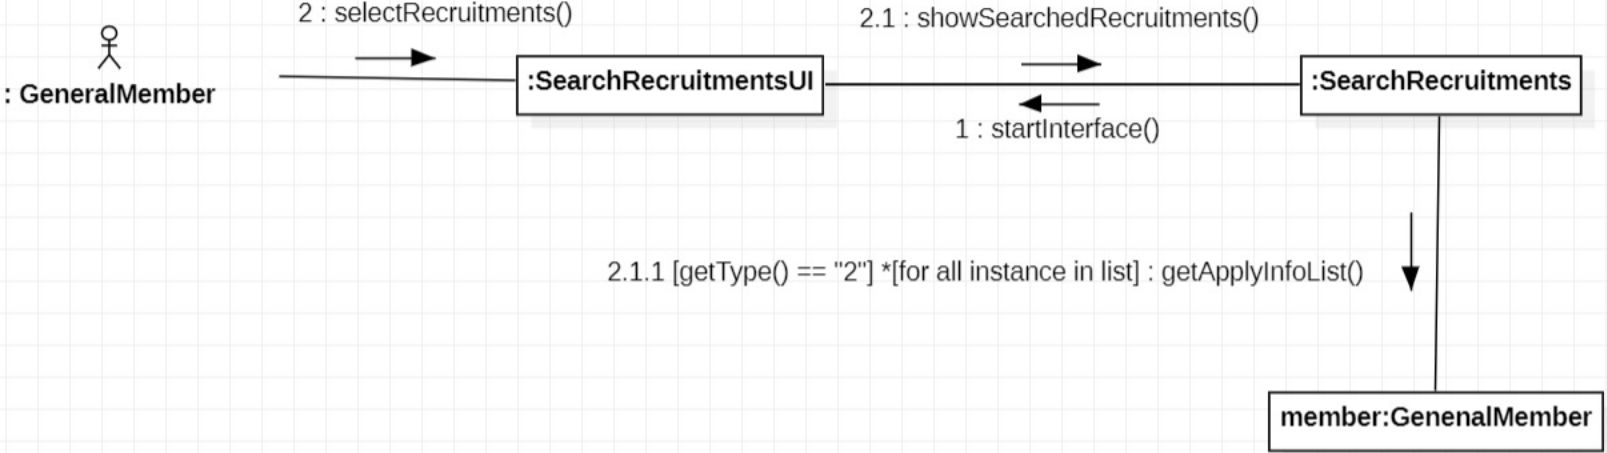 2 : selectRecruitments()
2.1 : showSearchedRecruitments()
: GeneralMember
:SearchRecruitmentsUI
:SearchRecruitments
1 : startInterface()
2.1.1 [getType() == "2"] *[for all instance in list] : getApplyInfoList()
member:GenenalMember